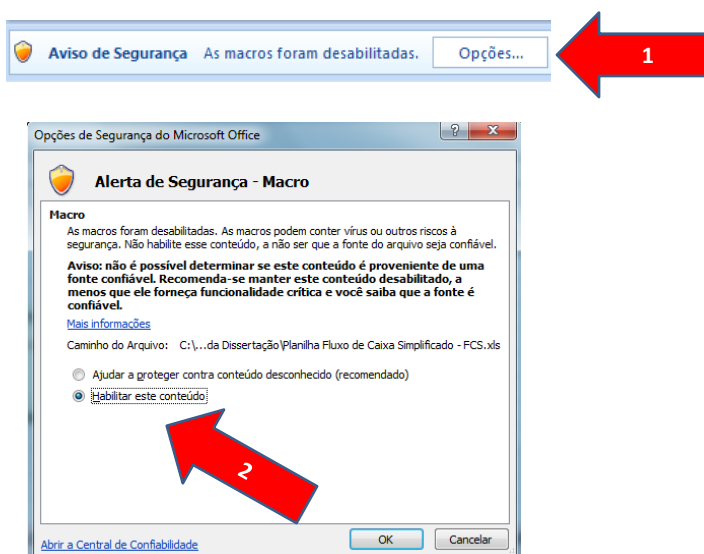 Aviso de Segurança As macros foram desabilitadas. Opções...
1
Opções de Segurança do Microsoft Office
Alerta de Segurança - Macro
Macro
As macros foram desabilitadas. As macros podem conter vírus ou outros riscos à
segurança. Não habilite esse conteúdo, a não ser que a fonte do arquivo seja confiável.
Aviso: não é possível determinar se este conteúdo é proveniente de uma
fonte confiável. Recomenda-se manter este conteúdo desabilitado, a
menos que ele forneça funcionalidade crítica e você saiba que a fonte é
confiável.
Mais informações
Caminho do Arquivo: C:\...da Dissertação\Planilha Fluxo de Caixa Simplificado - FCS.xls
Ajudar a proteger contra conteúdo desconhecido (recomendado)
Habilitar este conteúdo
2
Abrir a Central de Confiabilidade OK Cancelar